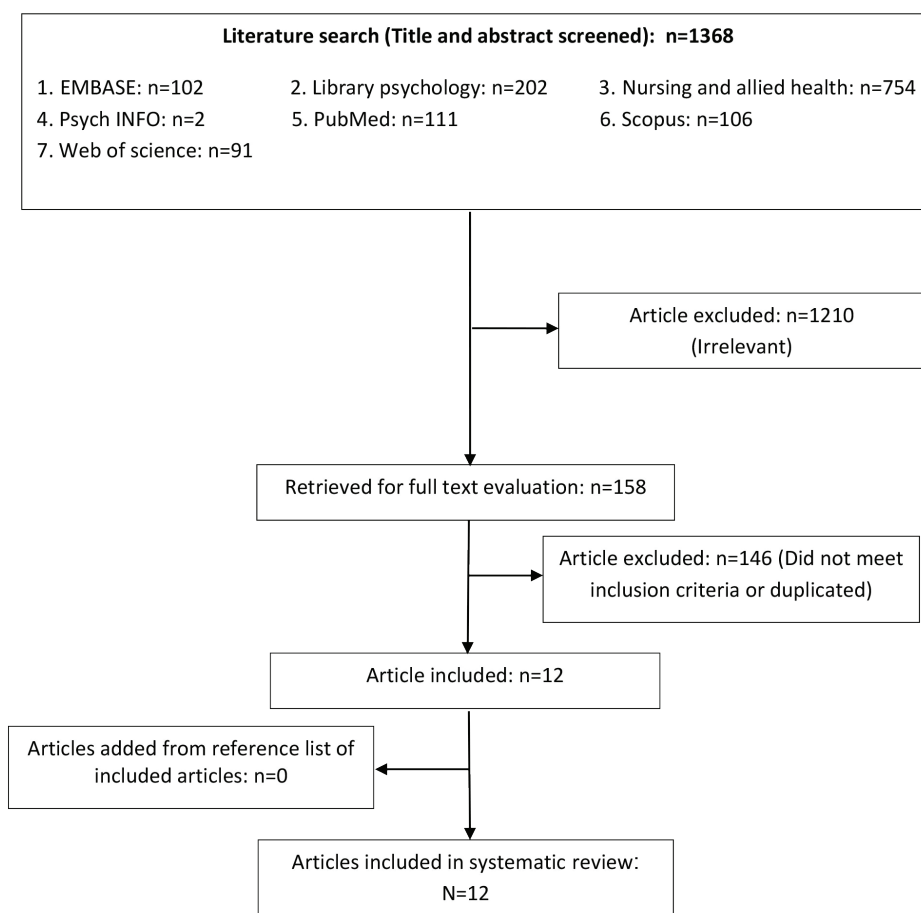 Literature search (Title and abstract screened): n=1368
1. EMBASE: n=102 2. Library psychology: n=202 3. Nursing and allied health: n=754
4. Psych INFO: n=2 5. PubMed: n=111 6. Scopus: n=106
7. Web of science: n=91
Article excluded: n=1210
(Irrelevant)
Retrieved for full text evaluation: n=158
Article excluded: n=146 (Did not meet
inclusion criteria or duplicated)
Article included: n=12
Articles added from reference list of
included articles: n=0
Articles included in systematic review:
N=12